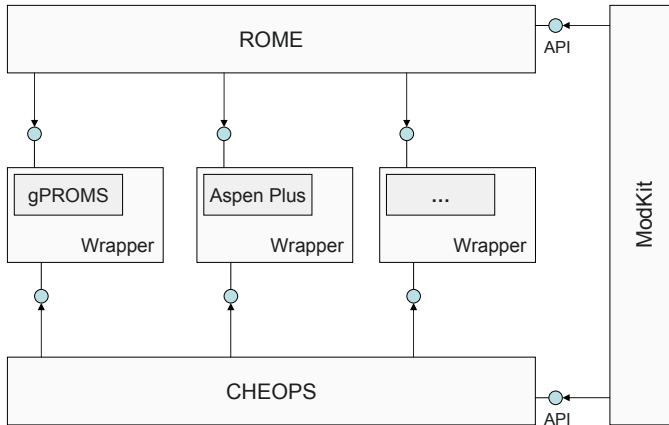 ROME
API
gPROMS
Aspen Plus
...
Wrapper
Wrapper
Wrapper
ModKit
CHEOPS
API